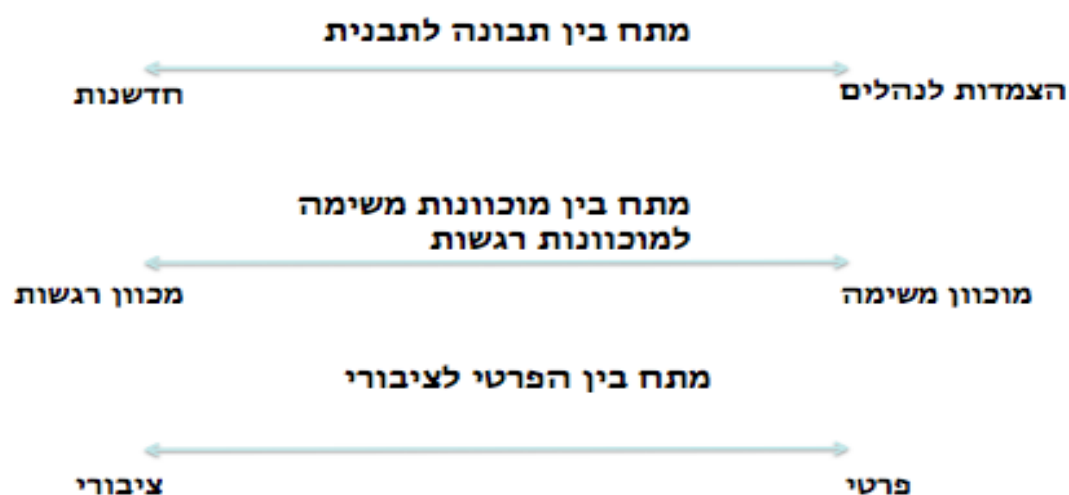 מתח בין תבונה לתבנית
הצמדות לנהלים
חדשנות
מתח בין מוכוונות משימה
למוכוונות רגשות
מוכוון משימה
מכוון רגשות
מתח בין הפרטי לציבורי
פרטי
ציבורי